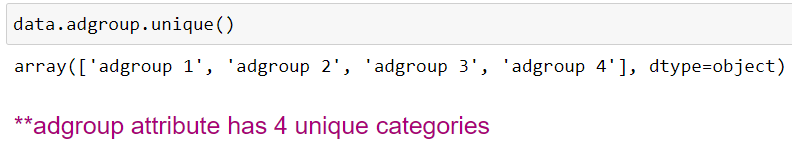 data.adgroup.unique()
array(['adgroup 1', 'adgroup 2', 'adgroup 3', 'adgroup 4'], dtype=object)
**adgroup attribute has 4 unique categories